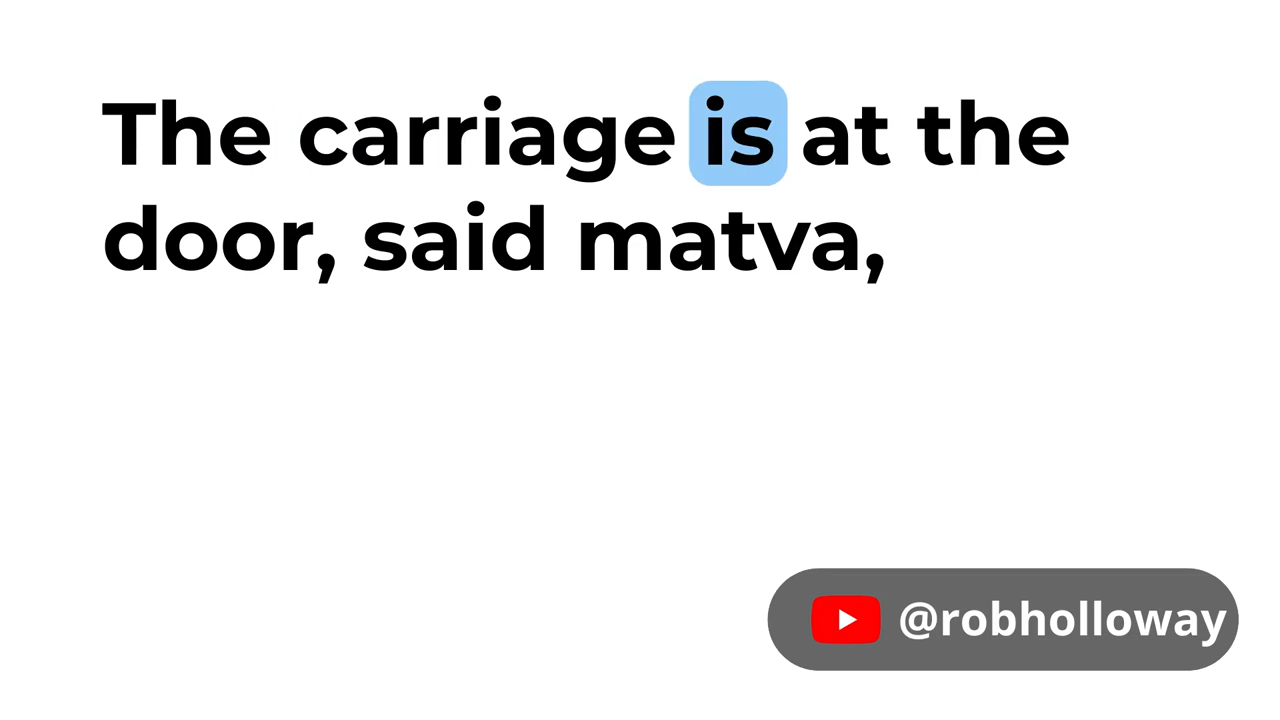 The carriage is at the
door, said matva,
@robholloway